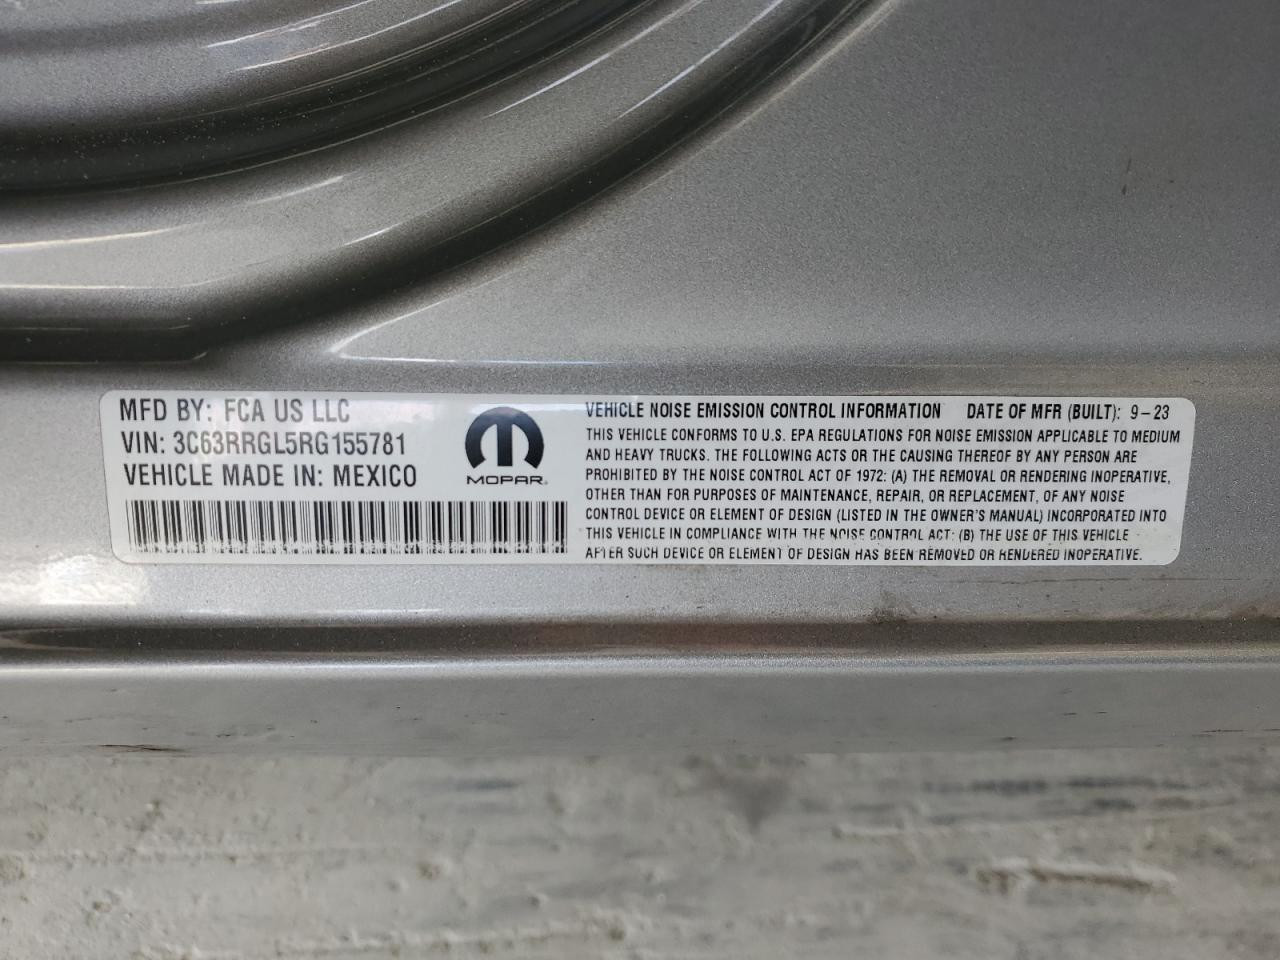 MFD BY: FCA US LLC
VIN: 3C63RRGL5RG155781
VEHICLE MADE IN: MEXICO
MOPAR.
VEHICLE NOISE EMISSION CONTROL INFORMATION DATE OF MFR (BUILT): 9-23
THIS VEHICLE CONFORMS TO U.S. EPA REGULATIONS FOR NOISE EMISSION APPLICABLE TO MEDIUM
AND HEAVY TRUCKS. THE FOLLOWING ACTS OR THE CAUSING THEREOF BY ANY PERSON ARE
PROHIBITED BY THE NOISE CONTROL ACT OF 1972: (A) THE REMOVAL OR RENDERING INOPERATIVE,
OTHER THAN FOR PURPOSES OF MAINTENANCE, REPAIR, OR REPLACEMENT, OF ANY NOISE
CONTROL DEVICE OR ELEMENT OF DESIGN (LISTED IN THE OWNER'S MANUAL) INCORPORATED INTO
THIS VEHICLE IN COMPLIANCE WITH THE NOISE CONTROL ACT: (B) THE USE OF THIS VEHICLE
AFTER SUCH DEVICE OR ELEMENT OF DESIGN HAS BEEN REMOVED OR RENDERED INOPERATIVE.